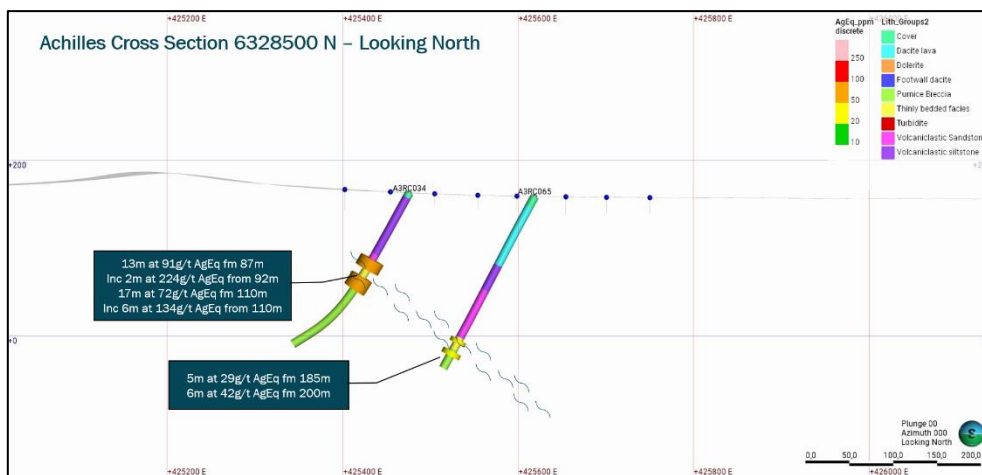 +425200 E
+425400 E
+425600 E
+425800 E
Achilles Cross Section 6328500 N – Looking North
AgEq_ppm
discrete
250
100
50
20
10
Lith_Groups2
Cover
Dacite lava
Dolerite
Footwall dacite
Pumice Breccia
Thinly bedded facies
Turbidite
Volcaniclastic Sandston
Volcaniclastic siltstone
+200
A3RC034
A3RC065
13m at 91g/t AgEq fm 87m
Inc 2m at 224g/t AgEq from 92m
17m at 72g/t AgEq fm 110m
Inc 6m at 134g/t AgEq from 110m
+0
5m at 29g/t AgEq fm 185m
6m at 42g/t AgEq fm 200m
Plunge 00
Azimuth 000
Looking North
0,0
50,0
100,0
150,0
200,0
+425200 E
+425400 E
+425600 E
+425800 E
+426000 E